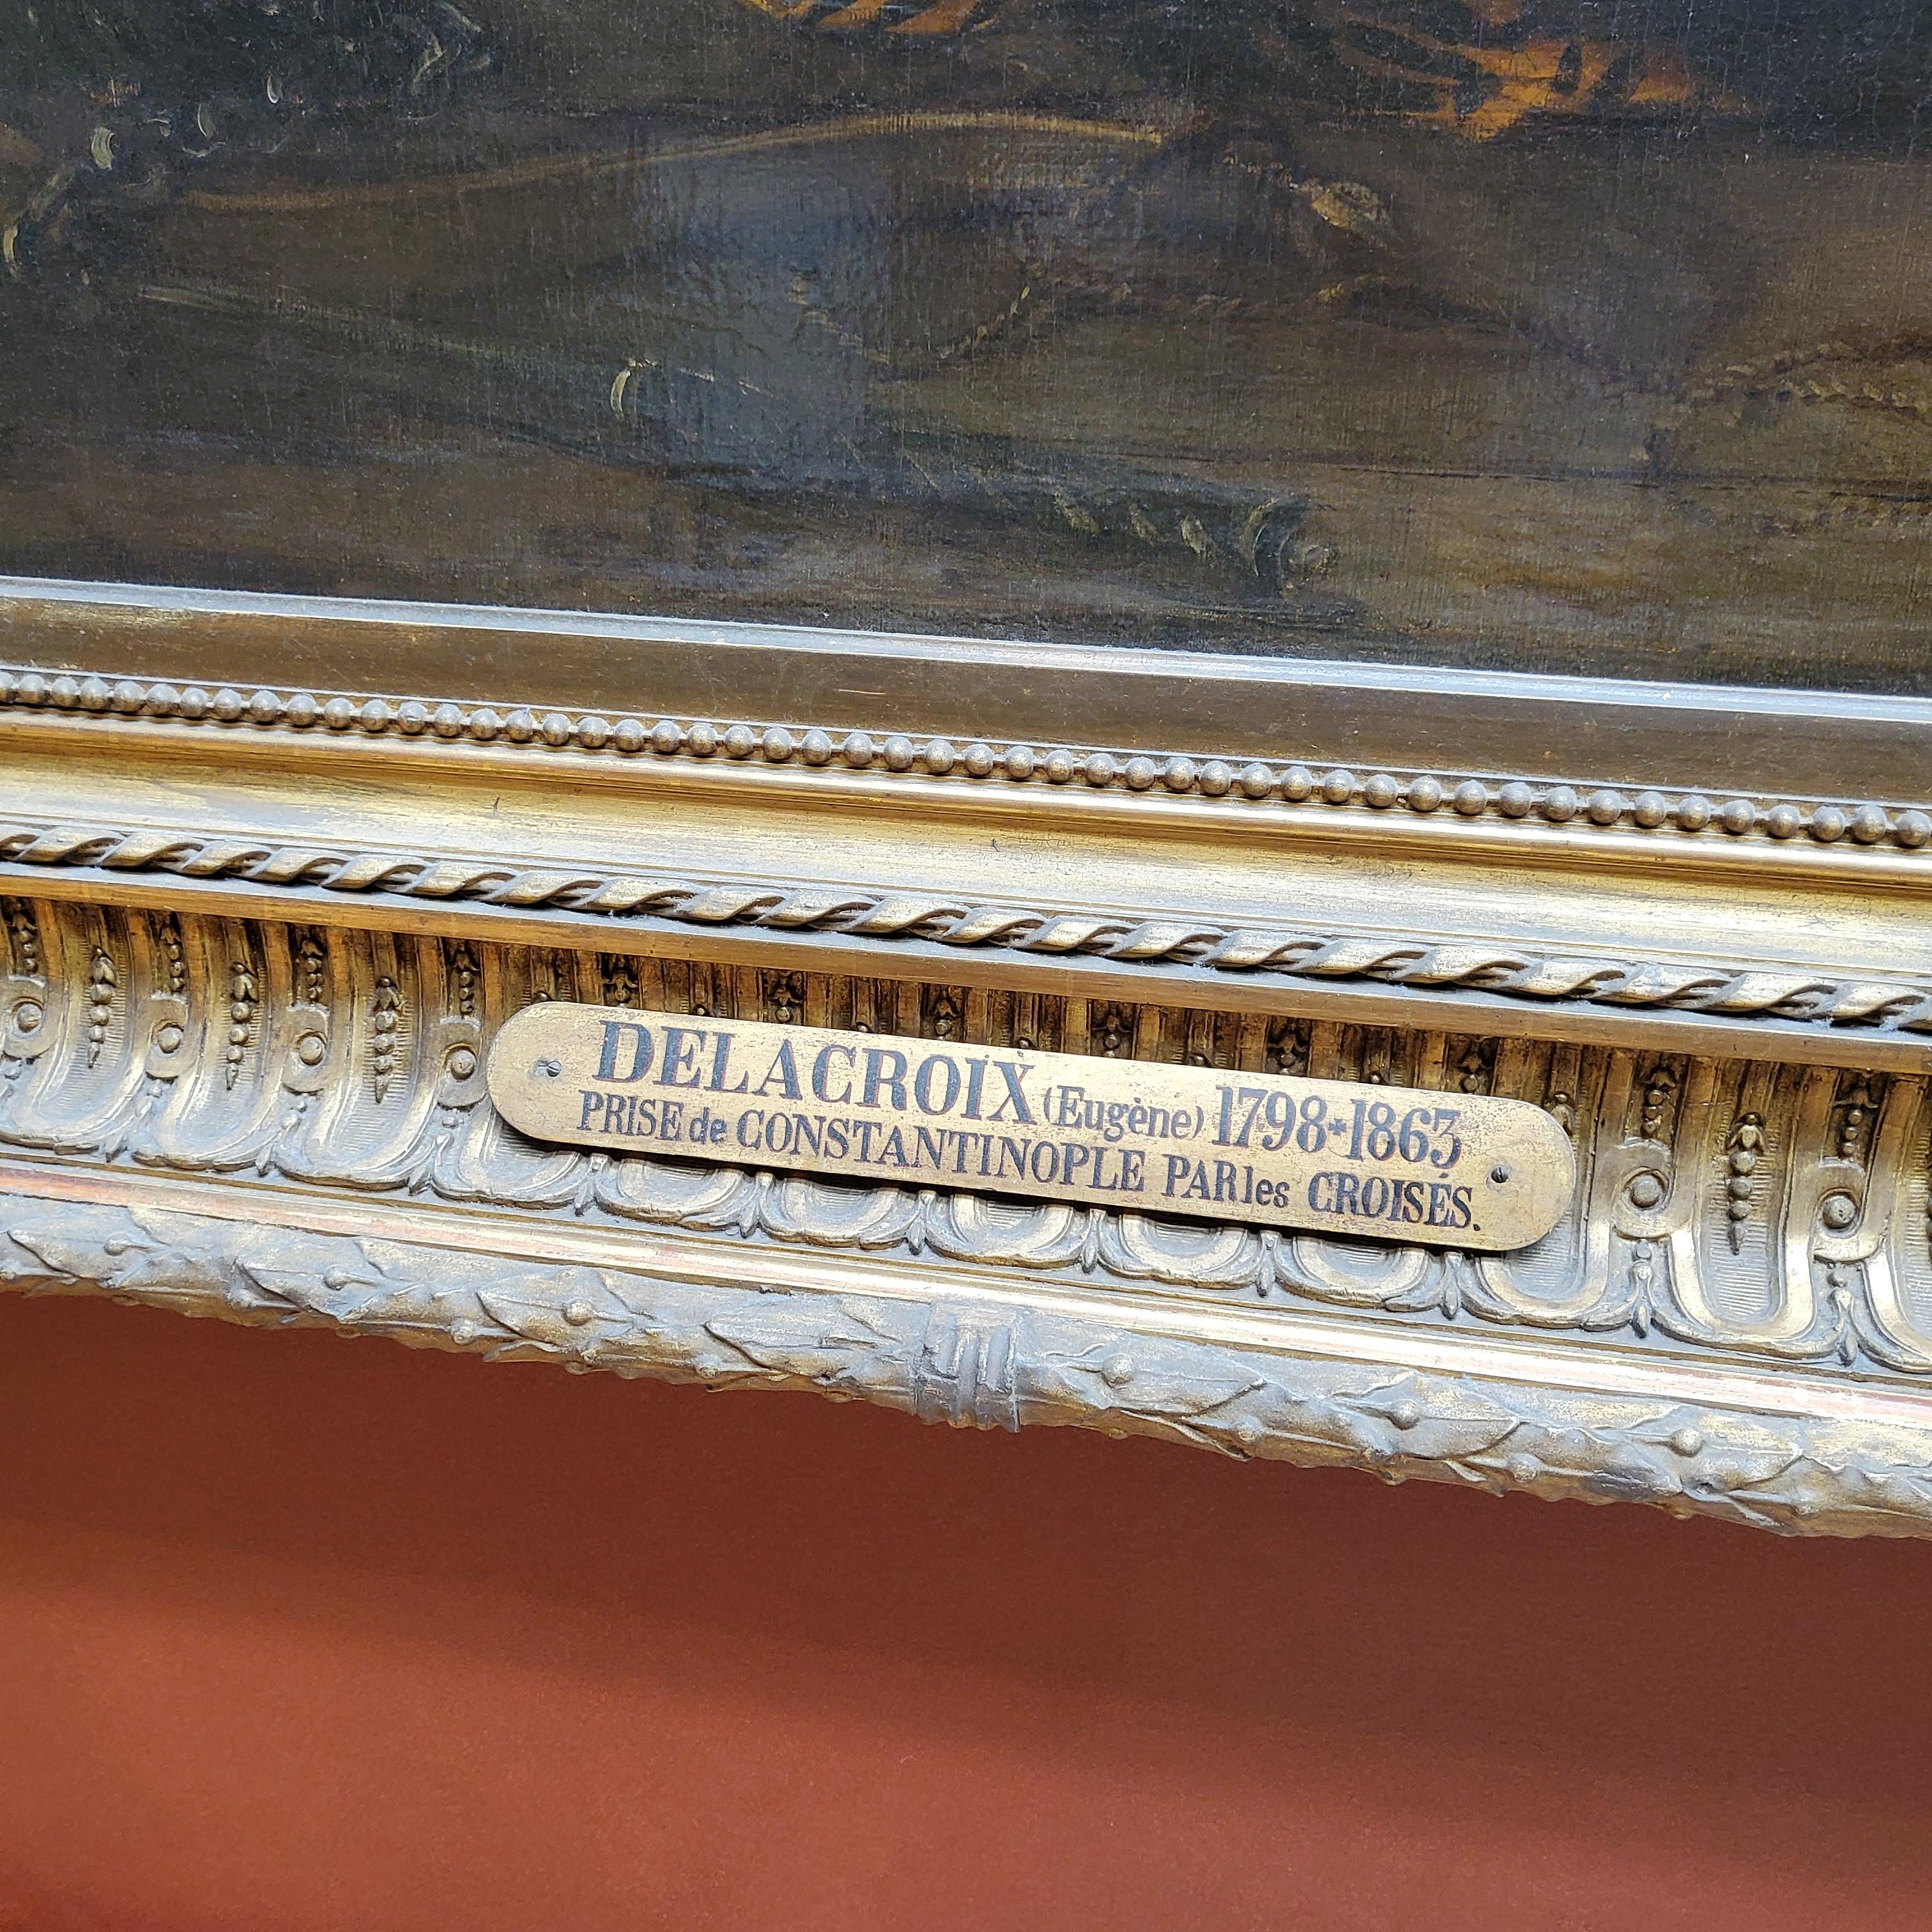 DELACROIX (Eugène) 1798-1863
PRISE de CONSTANTINOPLE PAR les CROISÉS.